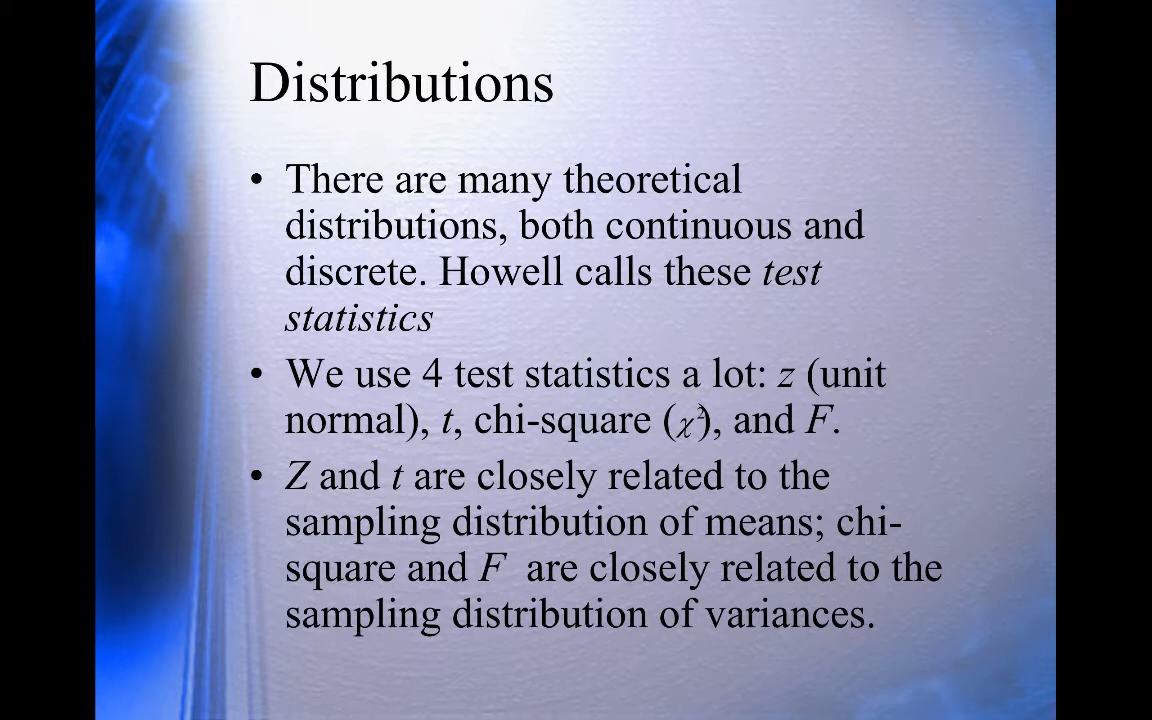 Distributions
• There are many theoretical
distributions, both continuous and
discrete. Howell calls these test
statistics
• We use 4 test statistics a lot: z (unit
normal), t, chi-square (χ²), and F.
• Z and t are closely related to the
sampling distribution of means; chi-
square and F are closely related to the
sampling distribution of variances.